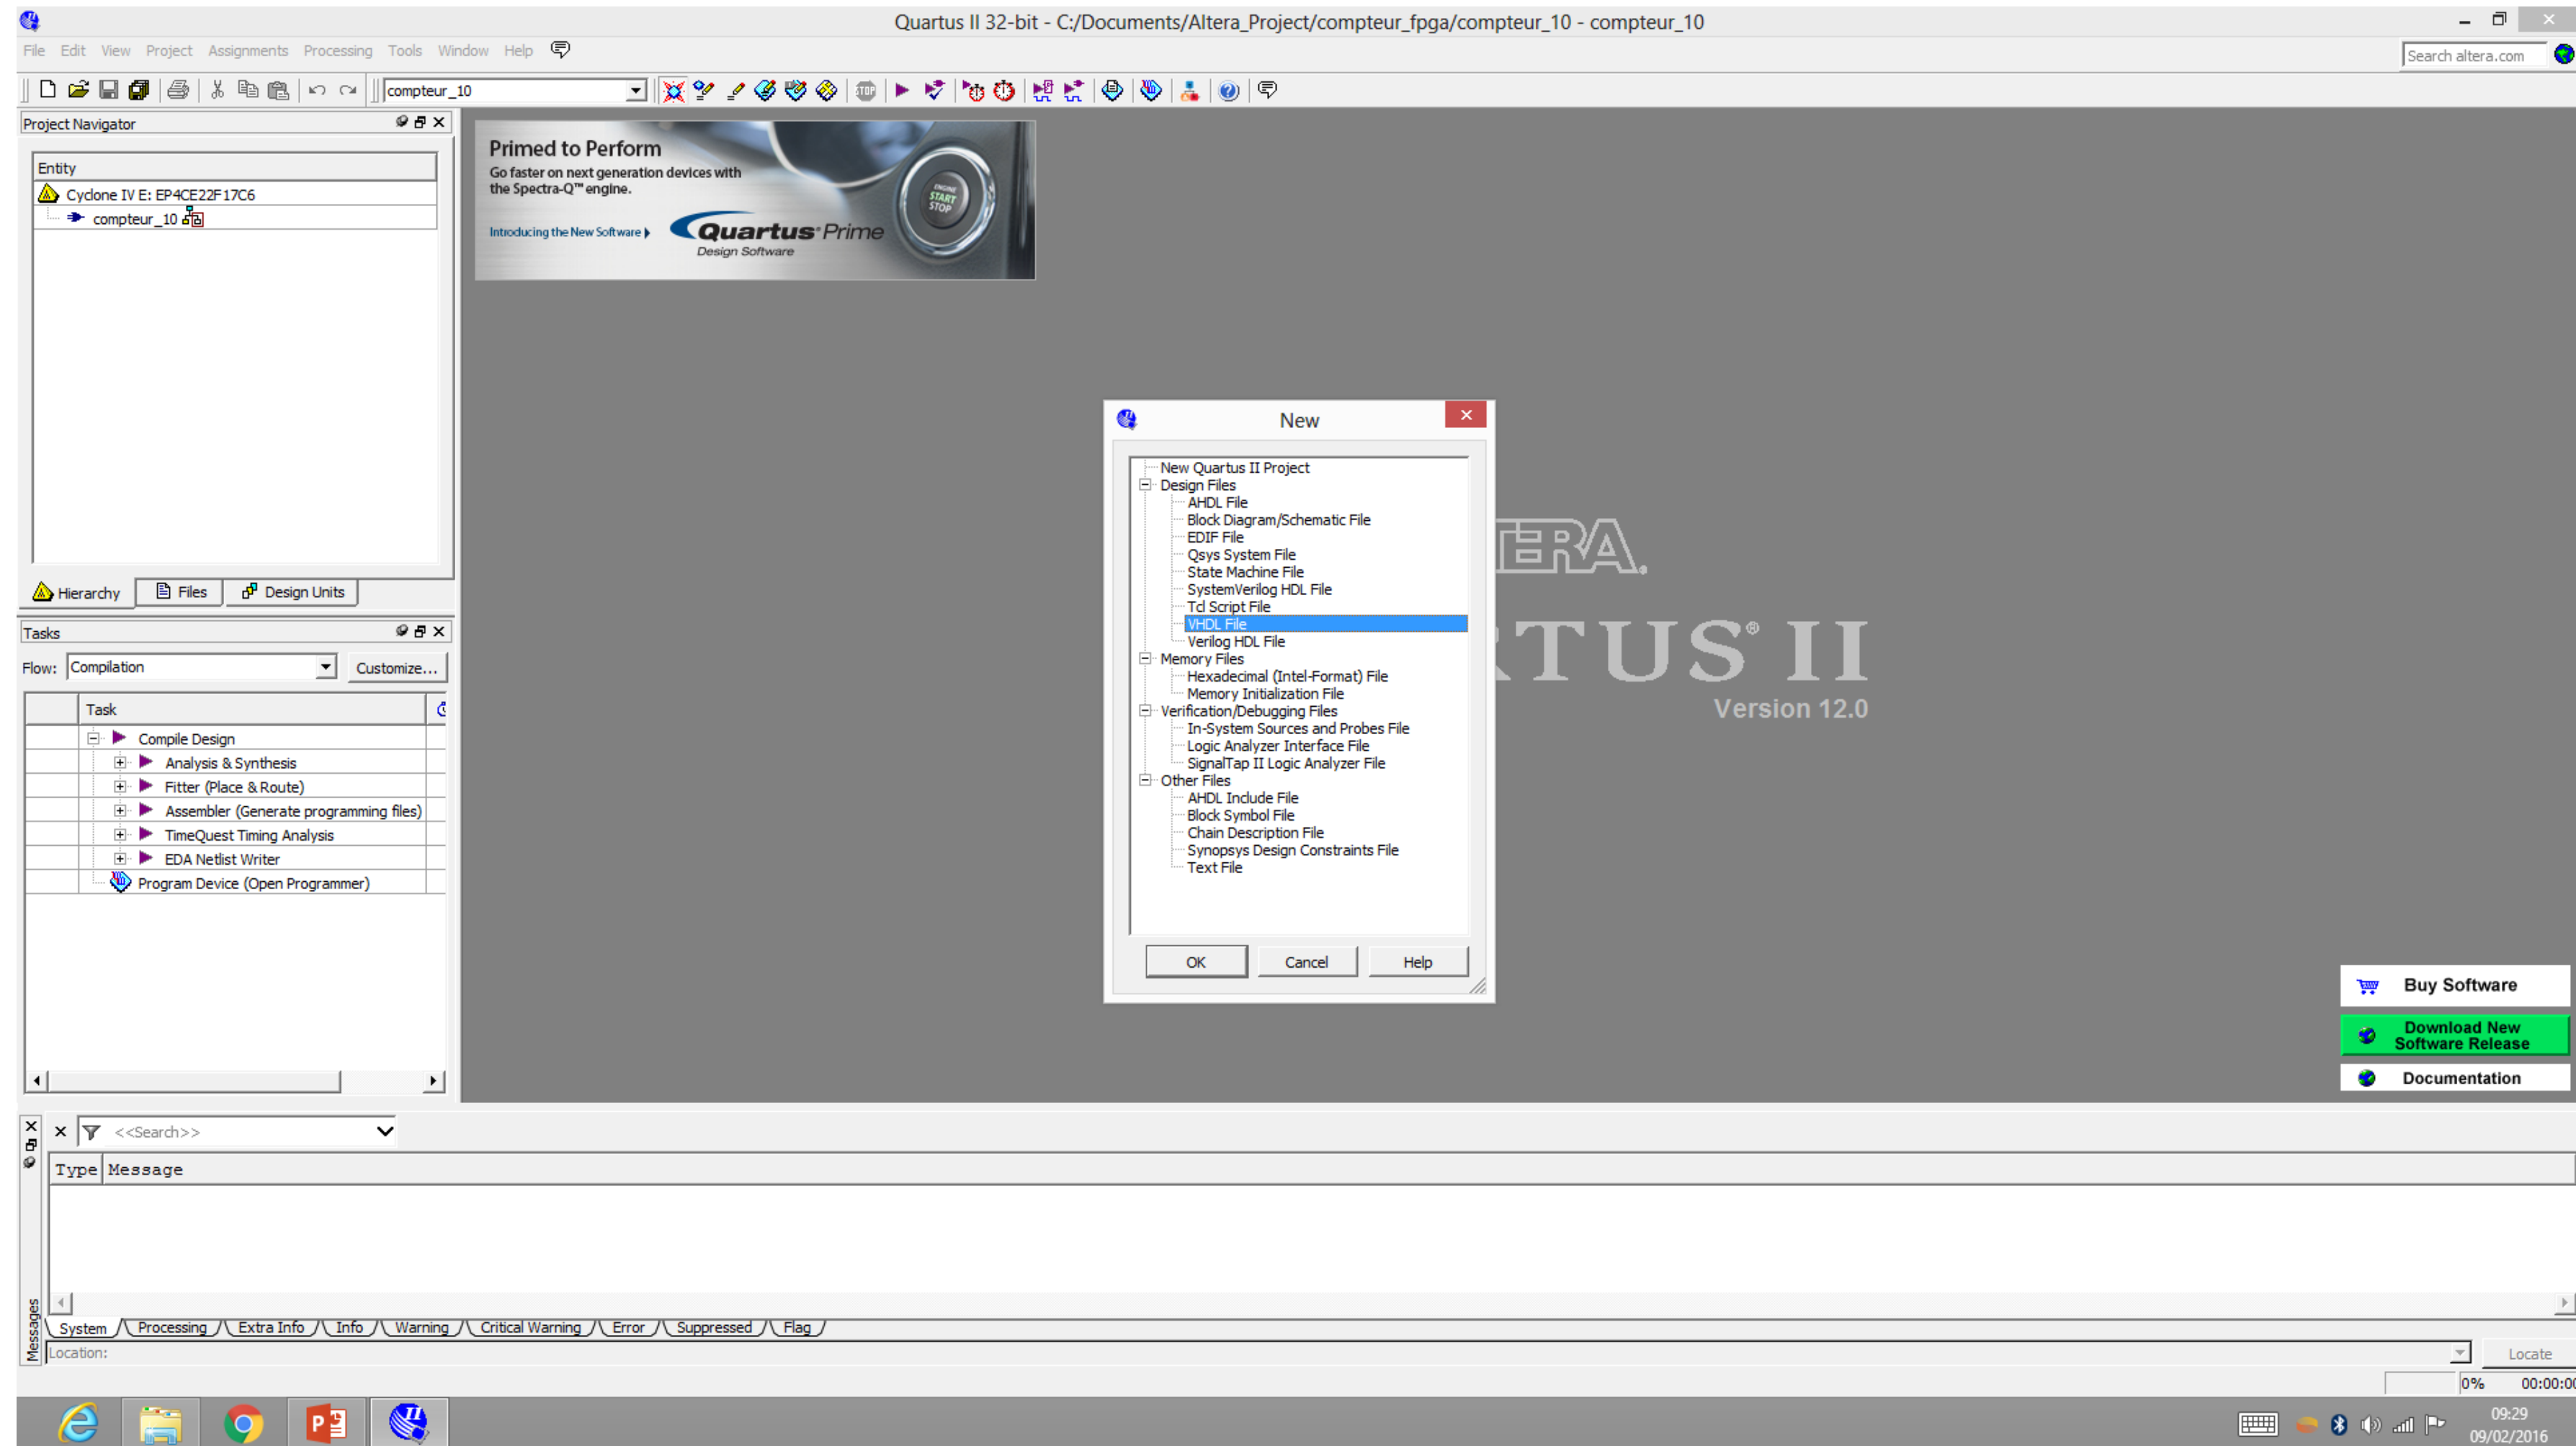 Quartus II 32-bit - C:/Documents/Altera_Project/compteur_fpga/compteur_10 - compteur_10
File Edit View Project Assignments Processing Tools Window Help
Search altera.com
compteur_10
STOP
Project Navigator
Entity
Cyclone IV E: EP4CE22F17C6
compteur_10
Hierarchy Files Design Units
Primed to Perform
Go faster on next generation devices with
the Spectra-Q™ engine.
Introducing the New Software
Quartus Prime
Design Software
ENGINE
START
STOP
Tasks
Flow: Compilation Customize...
Task
Compile Design
Analysis & Synthesis
Fitter (Place & Route)
Assembler (Generate programming files)
TimeQuest Timing Analysis
EDA Netlist Writer
Program Device (Open Programmer)
New
New Quartus II Project
Design Files
AHDL File
Block Diagram/Schematic File
EDIF File
Qsys System File
State Machine File
SystemVerilog HDL File
Tcl Script File
VHDL File
Verilog HDL File
Memory Files
Hexadecimal (Intel-Format) File
Memory Initialization File
Verification/Debugging Files
In-System Sources and Probes File
Logic Analyzer Interface File
SignalTap II Logic Analyzer File
Other Files
AHDL Include File
Block Symbol File
Chain Description File
Synopsys Design Constraints File
Text File
OK Cancel Help
TERA®
RTUS® II
Version 12.0
Buy Software
Download New
Software Release
Documentation
<<Search>>
Type Message
System Processing Extra Info Info Warning Critical Warning Error Suppressed Flag
Messages
Location:
Locate
0% 00:00:00
09:29
09/02/2016